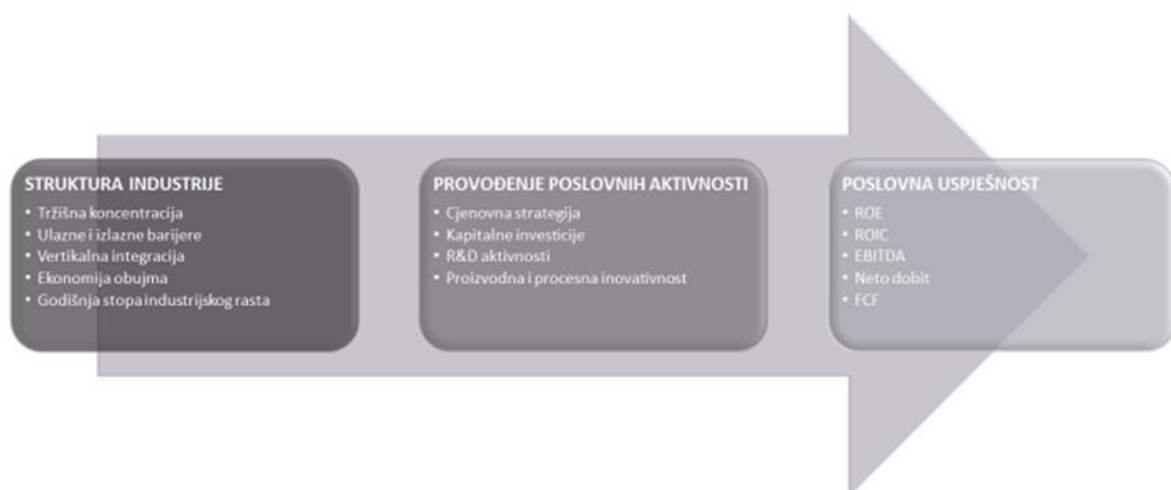 STRUKTURA INDUSTRIJE
• Tržišna koncentracija
• Ulazne i izlazne barijere
• Vertikalna integracija
• Ekonomija obujma
• Godišnja stopa industrijskog rasta
PROVOĐENJE POSLOVNIH AKTIVNOSTI
• Cjenovna strategija
• Kapitalne investicije
• R&D aktivnosti
• Proizvodna i procesna inovativnost
POSLOVNA USPJEŠNOST
• ROE
• ROIC
• EBITDA
• Neto dobit
• FCF